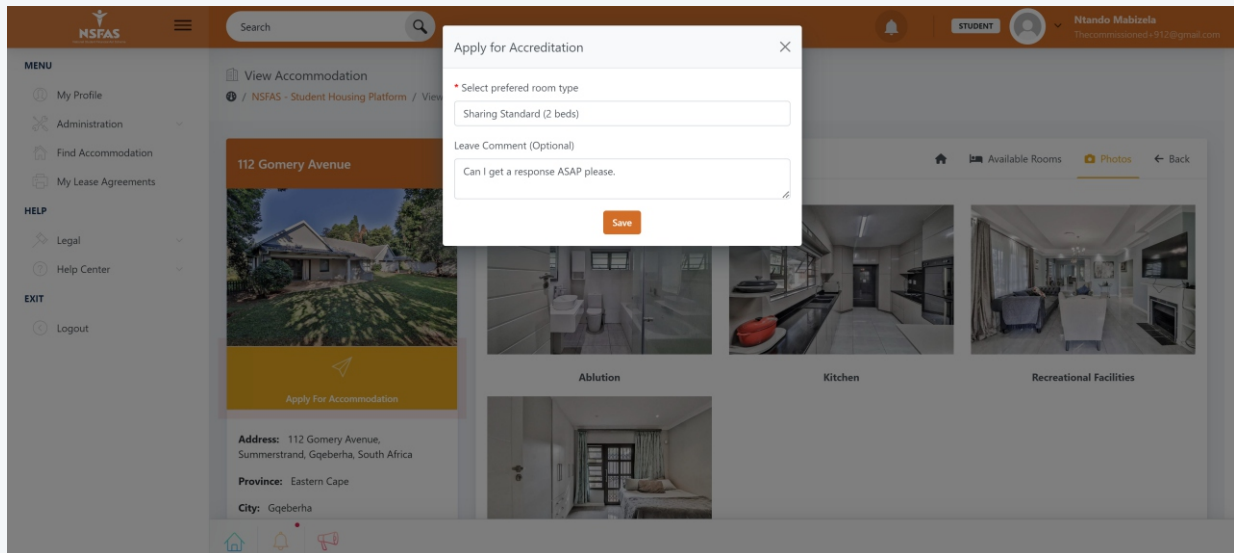 NSFAS
Search
STUDENT
Ntando Mabizela
Thecommissioned+912@gmail.com
MENU
My Profile
Administration
Find Accommodation
My Lease Agreements
HELP
Legal
Help Center
EXIT
Logout
View Accommodation
/ NSFAS - Student Housing Platform / View
Apply for Accreditation
* Select prefered room type
Sharing Standard (2 beds)
Leave Comment (Optional)
Can I get a response ASAP please.
Save
112 Gomery Avenue
Apply For Accommodation
Address: 112 Gomery Avenue,
Summerstrand, Gqeberha, South Africa
Province: Eastern Cape
City: Gqeberha
Available Rooms
Photos
Back
Ablution
Kitchen
Recreational Facilities